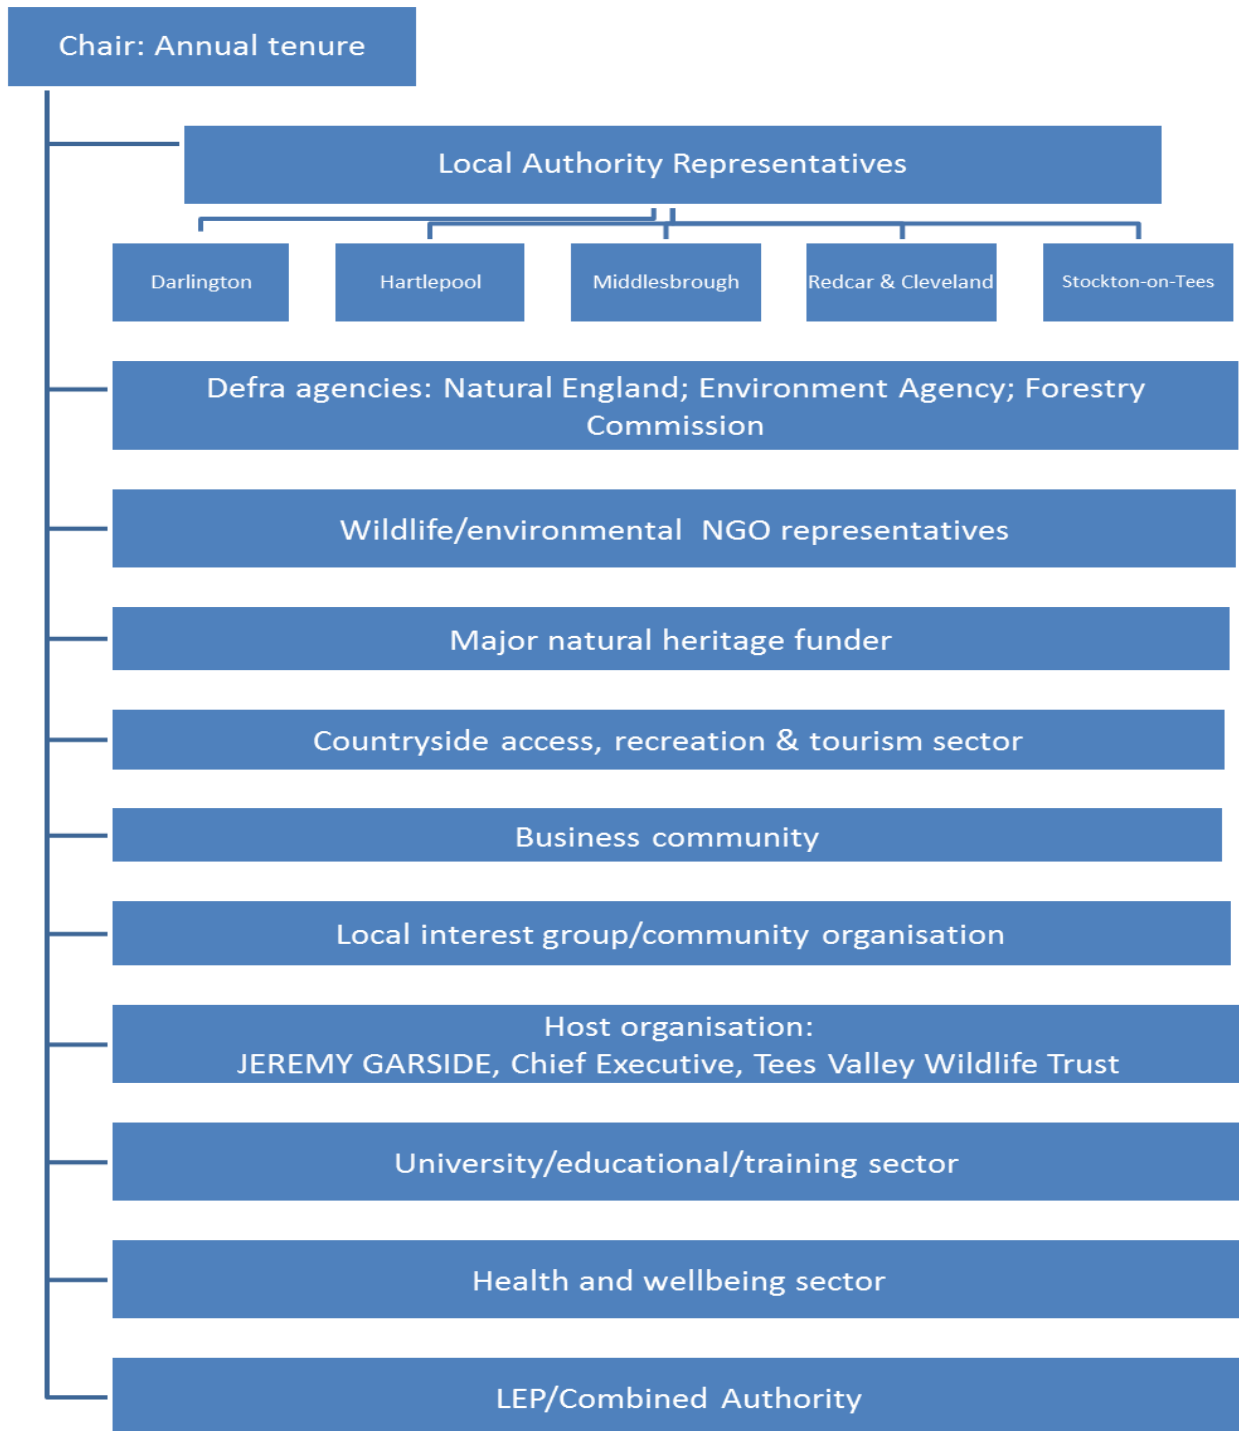 Chair: Annual tenure
Local Authority Representatives
Darlington
Hartlepool
Middlesbrough
Redcar & Cleveland
Stockton-on-Tees
Defra agencies: Natural England; Environment Agency; Forestry
Commission
Wildlife/environmental NGO representatives
Major natural heritage funder
Countryside access, recreation & tourism sector
Business community
Local interest group/community organisation
Host organisation:
JEREMY GARSIDE, Chief Executive, Tees Valley Wildlife Trust
University/educational/training sector
Health and wellbeing sector
LEP/Combined Authority